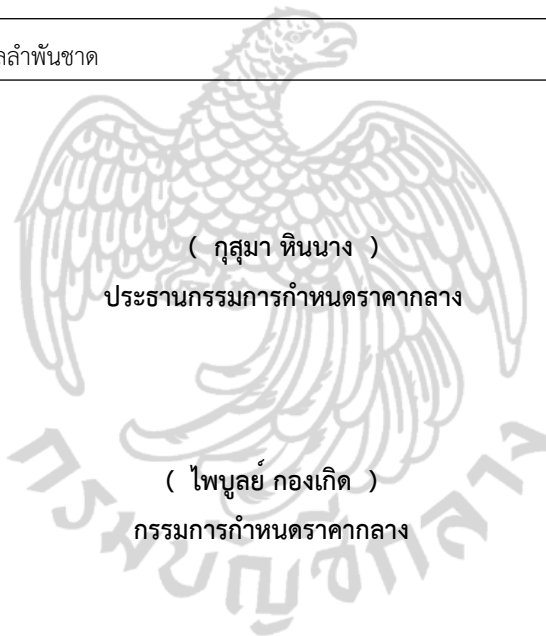 ลำพันชาด
( กุสุมา หินนาง )
ประธานกรรมการกำหนดราคากลาง
( ไพบูลย์ กองเกิด )
กรรมการกำหนดราคากลาง
กรมบัญชีกลาง